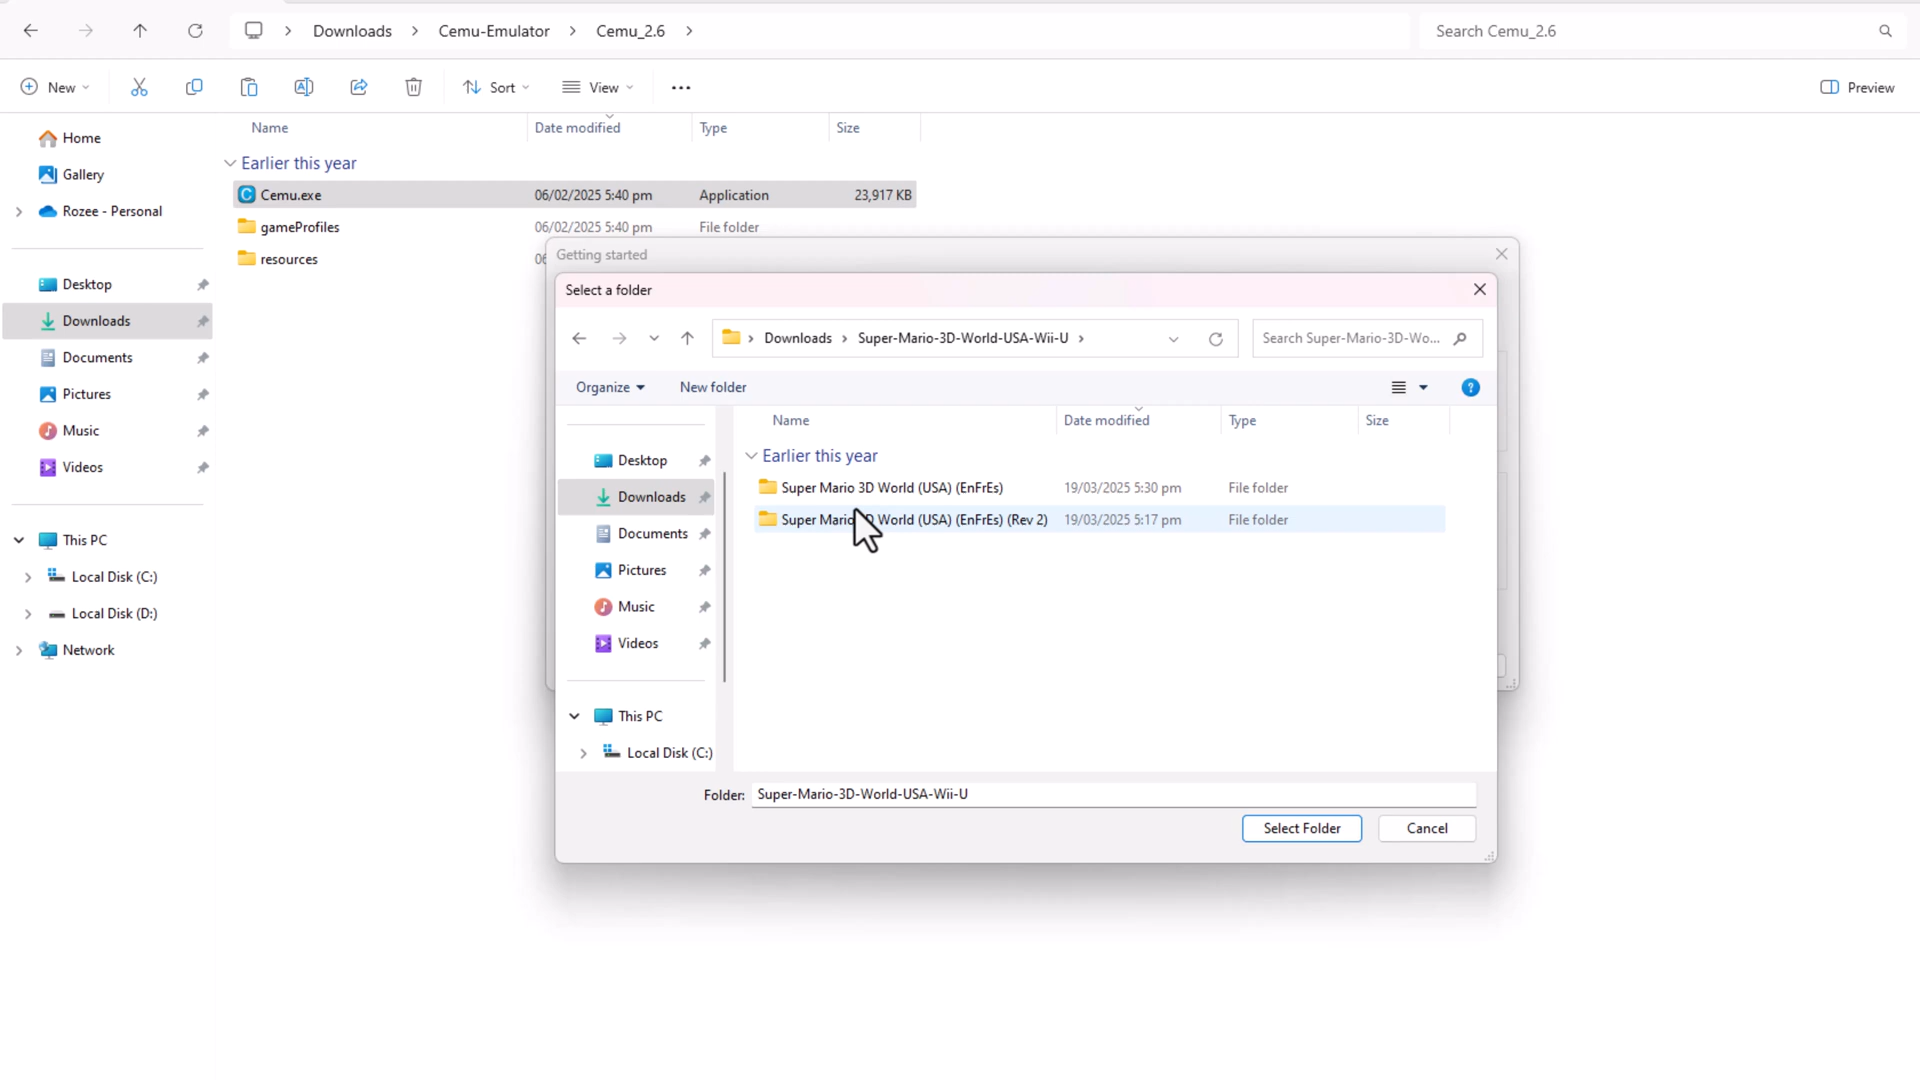 Downloads > Cemu-Emulator > Cemu_2.6 >
Search Cemu_2.6
New
Sort
View
Preview
Name
Date modified
Type
Size
Home
Gallery
Rozee - Personal
Desktop
Downloads
Documents
Pictures
Music
Videos
This PC
Local Disk (C:)
Local Disk (D:)
Network
Earlier this year
Cemu.exe 06/02/2025 5:40 pm Application 23,917 KB
gameProfiles 06/02/2025 5:40 pm File folder
resources
Getting started
Select a folder
Downloads > Super-Mario-3D-World-USA-Wii-U >
Search Super-Mario-3D-Wo...
Organize
New folder
Name
Date modified
Type
Size
Desktop
Downloads
Documents
Pictures
Music
Videos
This PC
Local Disk (C:)
Earlier this year
Super Mario 3D World (USA) (EnFrEs) 19/03/2025 5:30 pm File folder
Super Mario 3D World (USA) (EnFrEs) (Rev 2) 19/03/2025 5:17 pm File folder
Folder: Super-Mario-3D-World-USA-Wii-U
Select Folder
Cancel